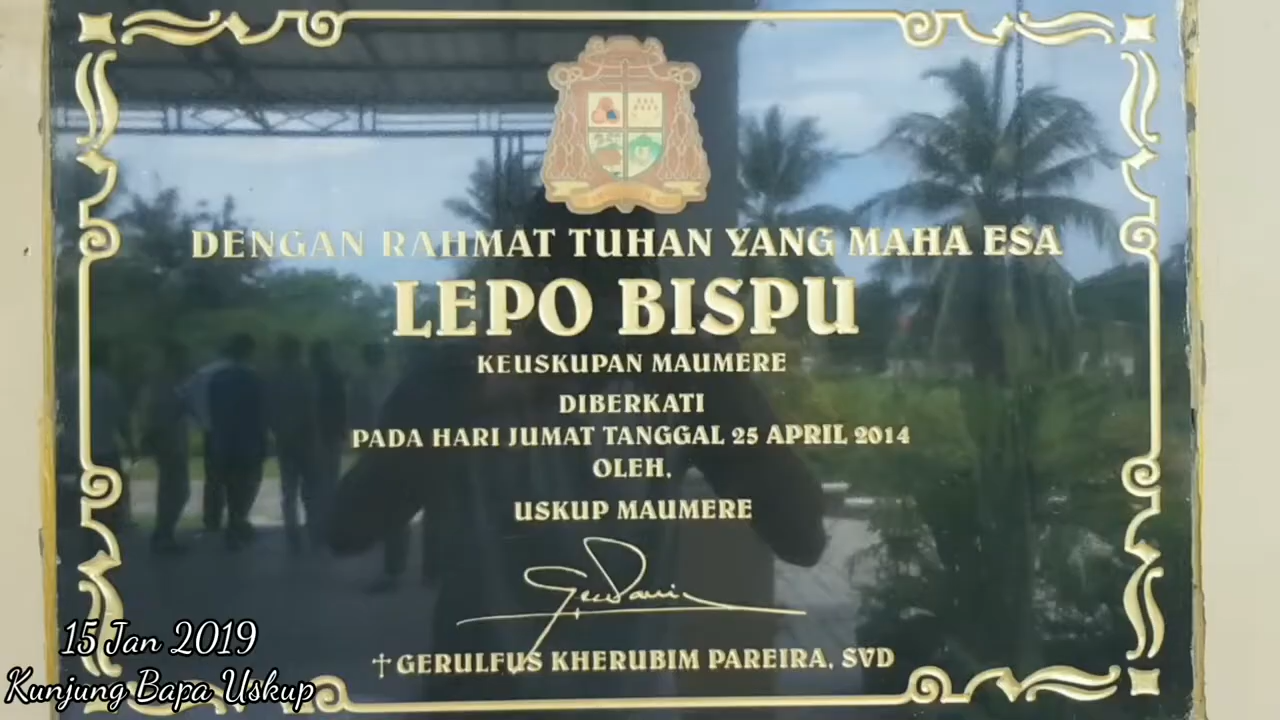 DENGAN RAHMAT TUHAN YANG MAHA ESA
LEPO BISPU
KEUSKUPAN MAUMERE
DIBERKATI
PADA HARI JUMAT TANGGAL 25 APRIL 2014
OLEH,
USKUP MAUMERE
†GERULFUS KHERUBIM PAREIRA, SVD
15 Jan 2019
Kunjung Bapa Uskup